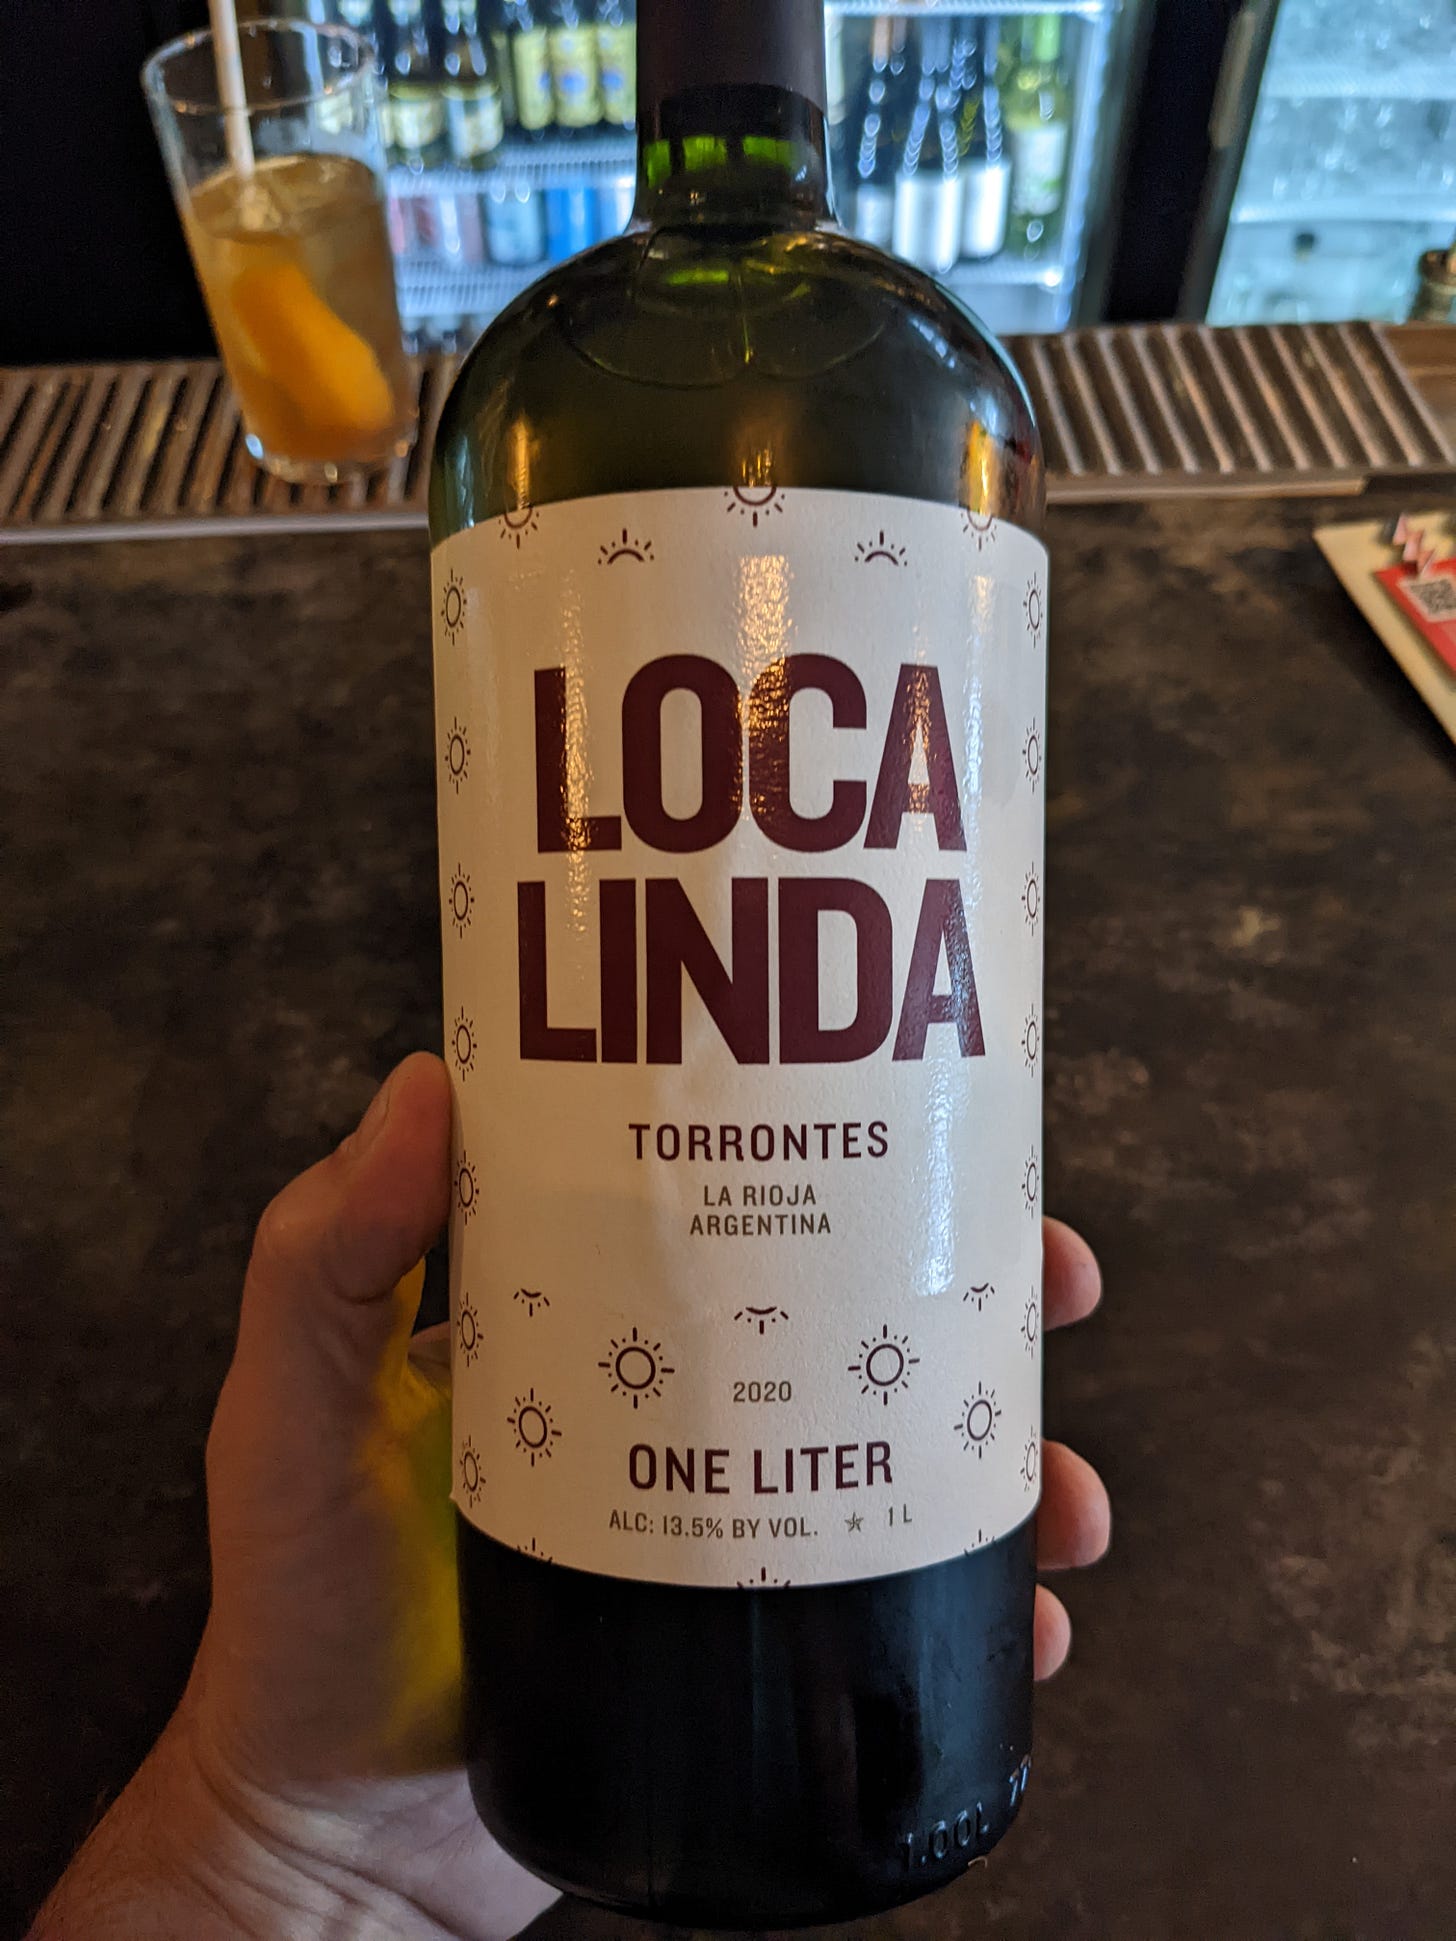 LOCA
LINDA
TORRONTES
LA RIOJA
ARGENTINA
2020
ONE LITER
ALC: 13.5% BY VOL. ★ 1 L
1.00L